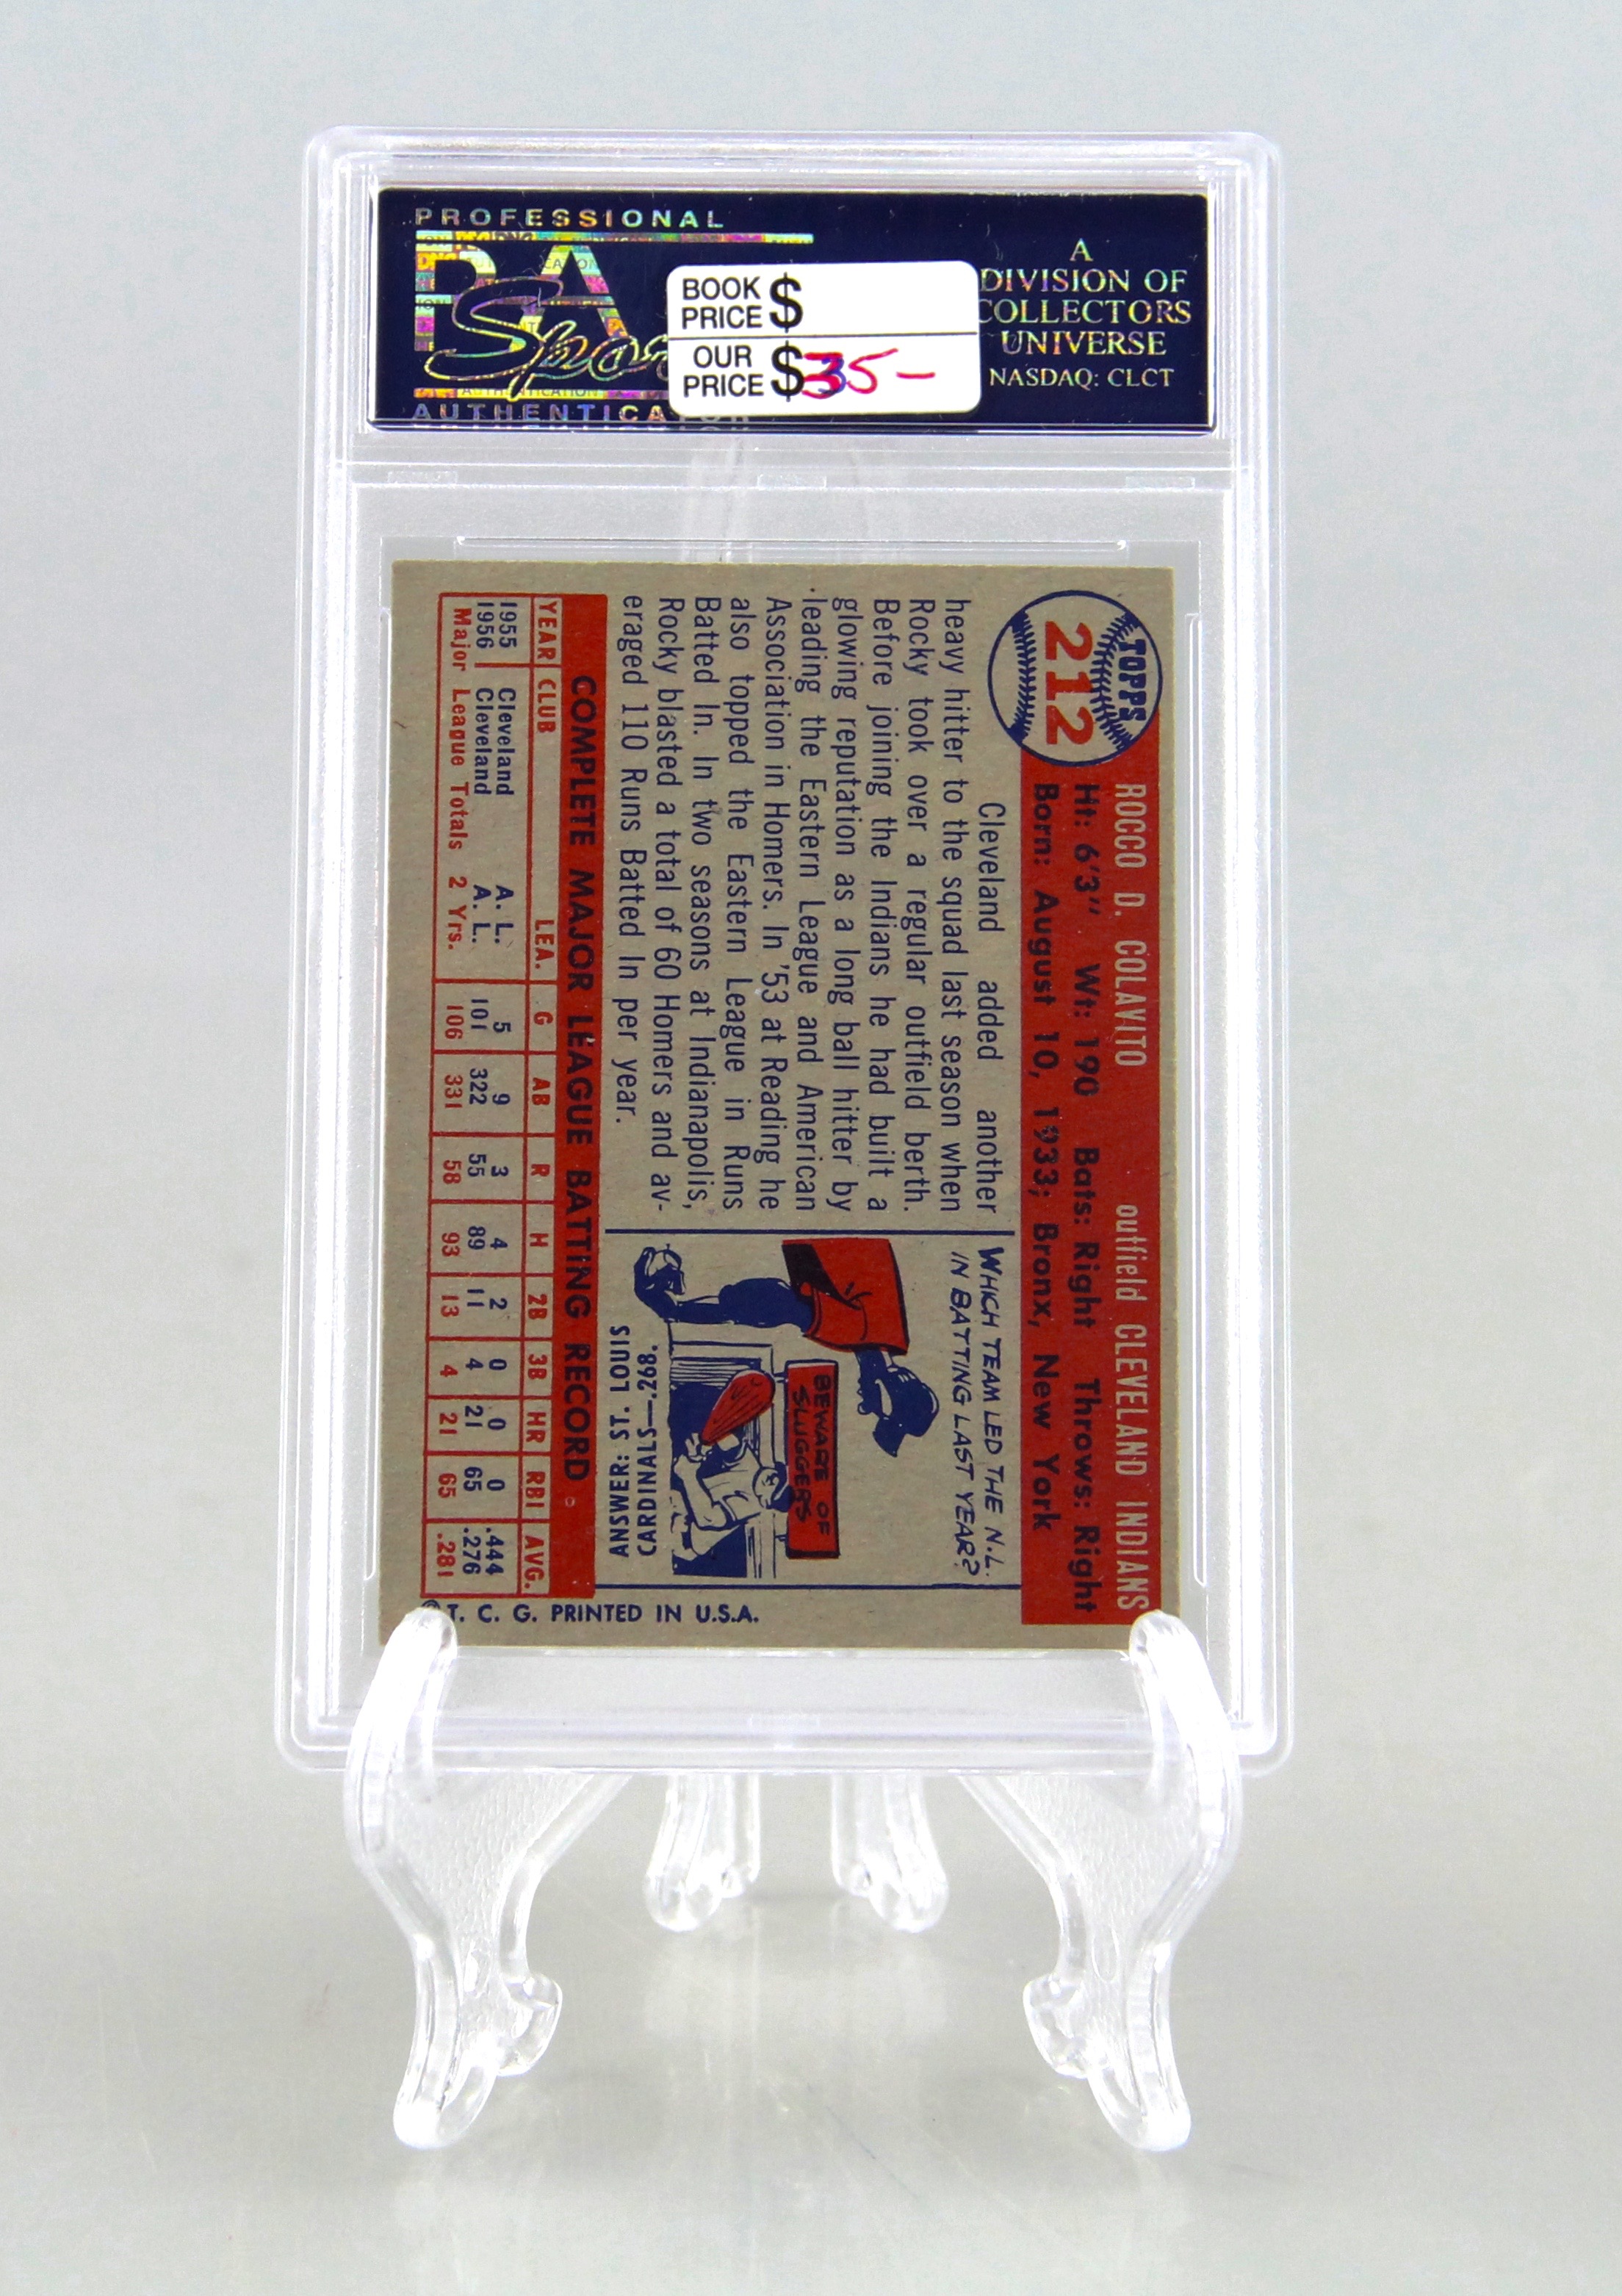 PROFESSIONAL
PSA
Spor
AUTHENTICATOR
BOOK PRICE $
OUR PRICE $35-
A
DIVISION OF
COLLECTORS
UNIVERSE
NASDAQ: CLCT
TOPPS
212
ROCCO D. COLAVITO outfield CLEVELAND INDIANS
Ht: 6'3" Wt: 190 Bats: Right Throws: Right
Born: August 10, 1933; Bronx, New York
Cleveland added another
heavy hitter to the squad last season when
Rocky took over a regular outfield berth.
Before joining the Indians he had built a
glowing reputation as a long ball hitter by
leading the Eastern League and American
Association in Homers. In '53 at Reading he
also topped the Eastern League in Runs
Batted In. In two seasons at Indianapolis,
Rocky blasted a total of 60 Homers and av-
eraged 110 Runs Batted In per year.
WHICH TEAM LED THE N.L.
IN BATTING LAST YEAR?
BEWARE OF
SLUGGERS
ANSWER: ST. LOUIS
CARDINALS—.268.
COMPLETE MAJOR LEAGUE BATTING RECORD
YEAR CLUB LEA. G AB R H 2B 3B HR RBI AVG.
1955 Cleveland A. L. 5 9 3 4 2 0 0 0 .444
1956 Cleveland A. L. 101 322 55 89 11 4 21 65 .276
Major League Totals 2 Yrs. 106 331 58 93 13 4 21 65 .281
© T. C. G. PRINTED IN U.S.A.